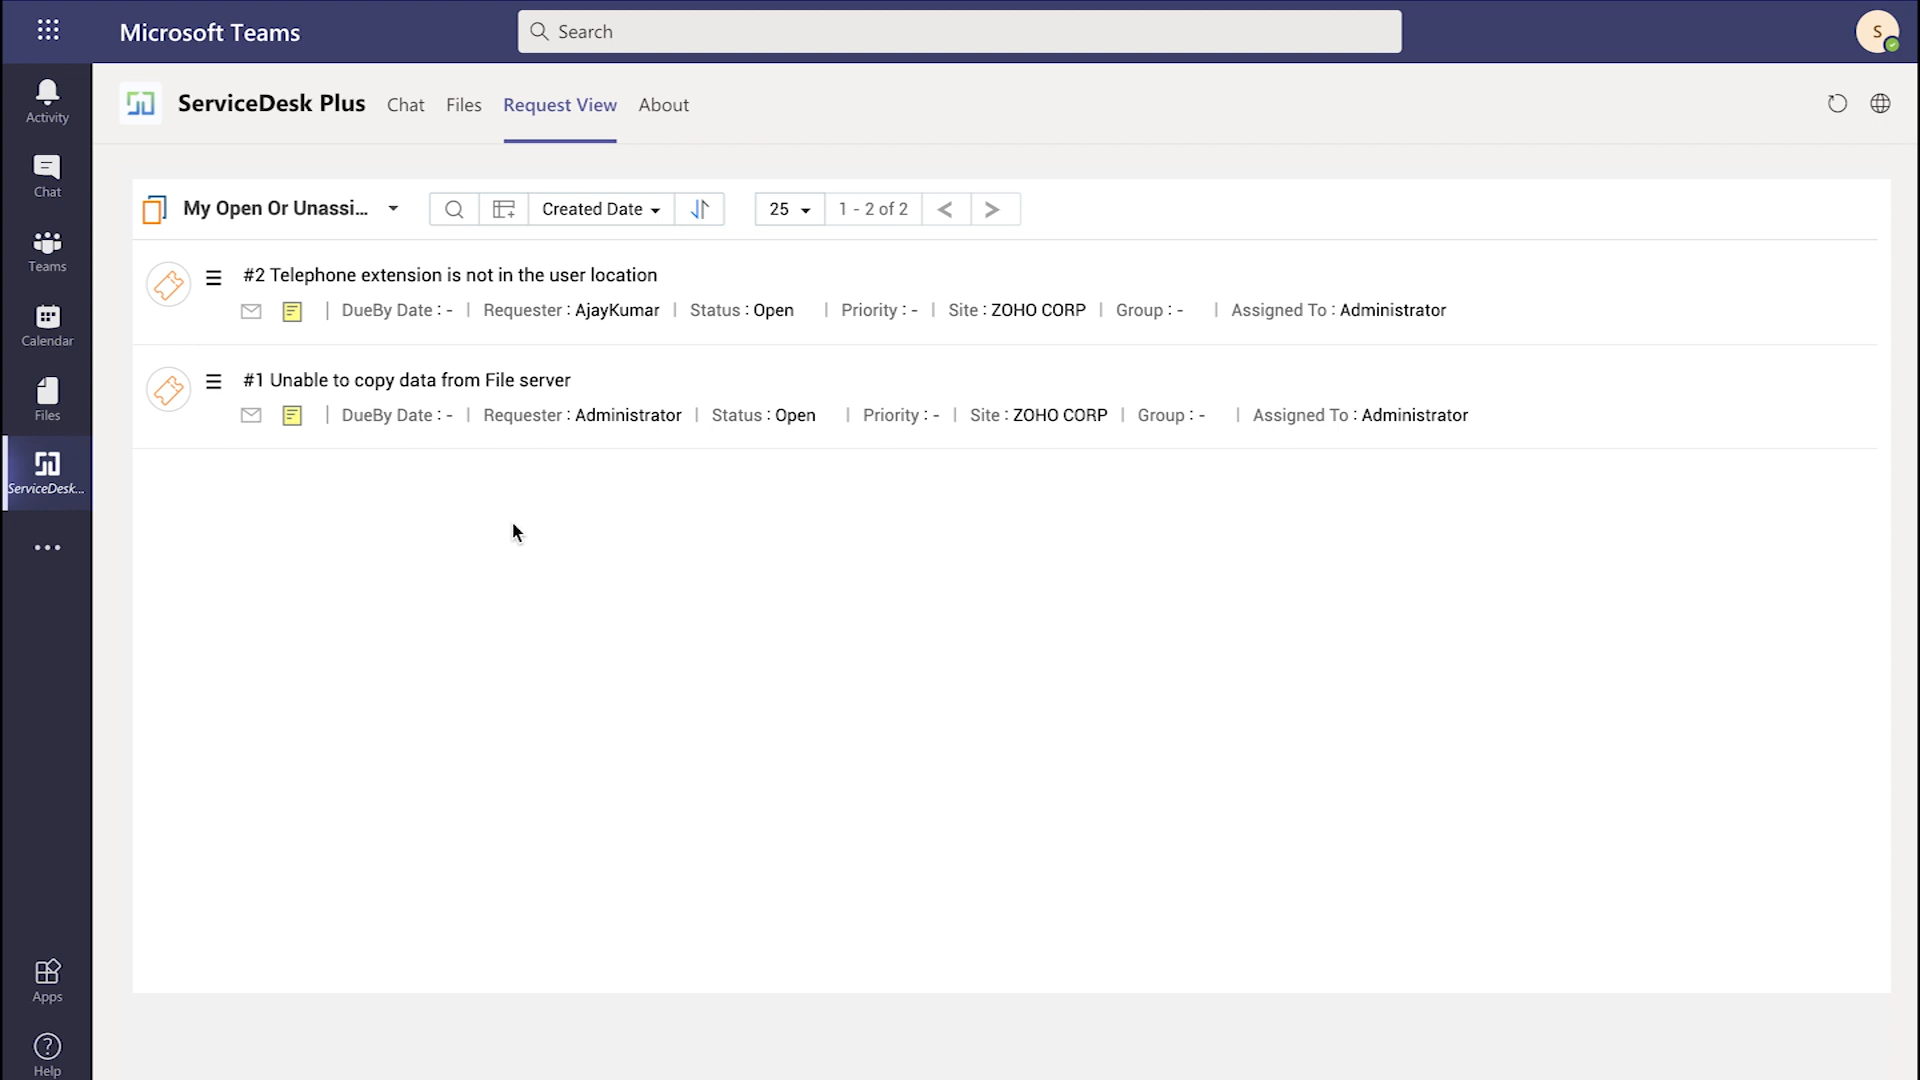 Microsoft Teams
Search
S
Activity
Chat
Teams
Calendar
Files
ServiceDesk...
Apps
Help
ServiceDesk Plus Chat Files Request View About
My Open Or Unassi... Created Date 25 1 - 2 of 2
#2 Telephone extension is not in the user location
| DueBy Date : - | Requester : AjayKumar | Status : Open | Priority : - | Site : ZOHO CORP | Group : - | Assigned To : Administrator
#1 Unable to copy data from File server
| DueBy Date : - | Requester : Administrator | Status : Open | Priority : - | Site : ZOHO CORP | Group : - | Assigned To : Administrator